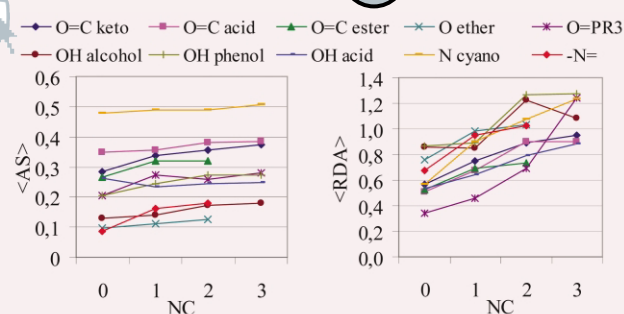 O=C keto O=C acid O=C ester O ether O=PR3
OH alcohol OH phenol OH acid N cyano -N=
0,6
0,5
0,4
0,3
0,2
0,1
0
<AS>
0 1 2 3
NC
1,4
1,2
1,0
0,8
0,6
0,4
0,2
0,0
<RDA>
0 1 2 3
NC